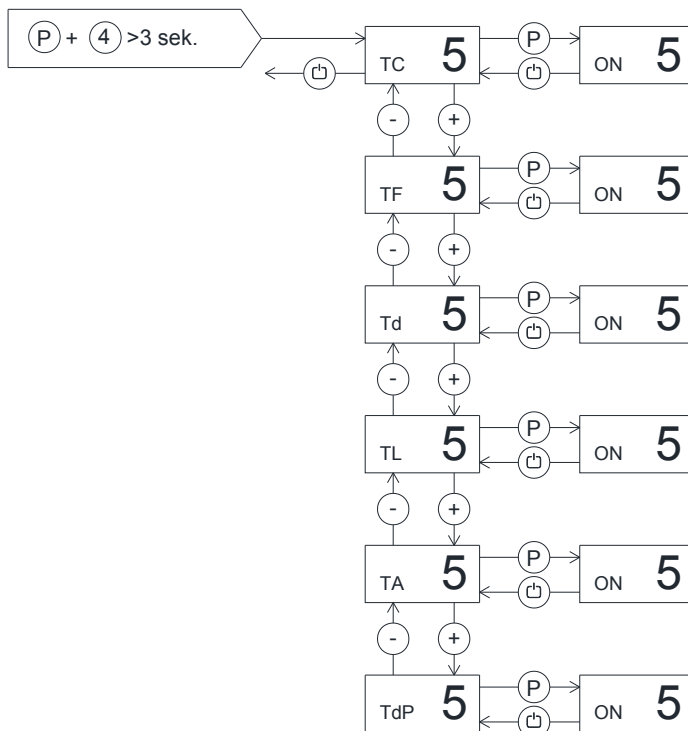 P + 4 >3 sek.
TC 5 P ON 5
- +
TF 5 P ON 5
- +
Td 5 P ON 5
- +
TL 5 P ON 5
- +
TA 5 P ON 5
- +
TdP 5 P ON 5